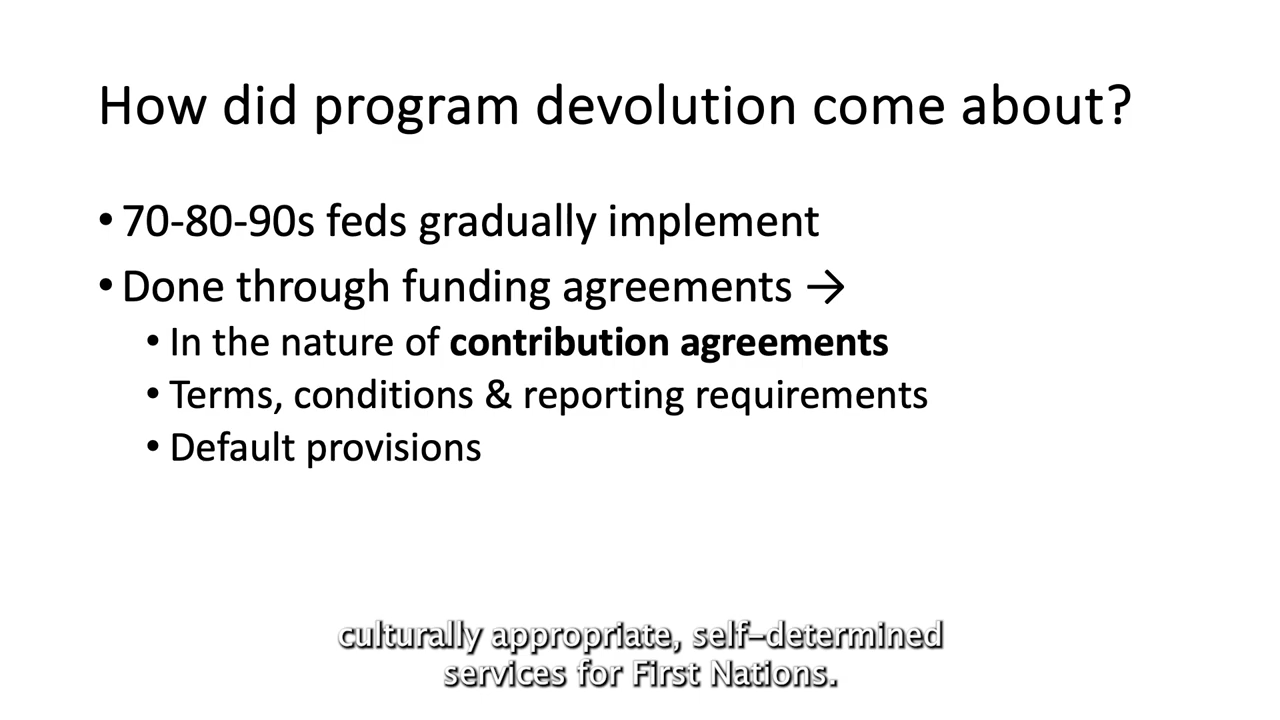 How did program devolution come about?
• 70-80-90s feds gradually implement
• Done through funding agreements →
• In the nature of contribution agreements
• Terms, conditions & reporting requirements
• Default provisions
culturally appropriate, self-determined
services for First Nations.